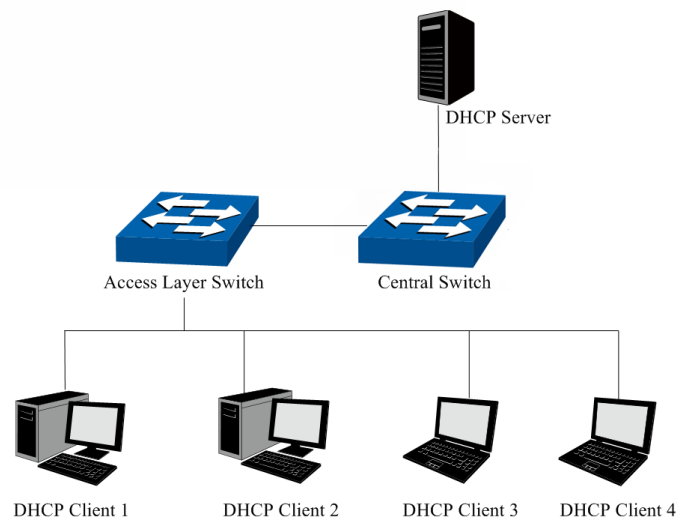 DHCP Server
Access Layer Switch
Central Switch
DHCP Client 1
DHCP Client 2
DHCP Client 3
DHCP Client 4